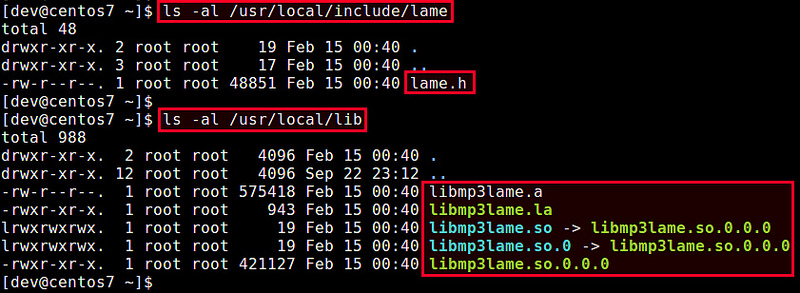 [dev@centos7 ~]$ ls -al /usr/local/include/lame
total 48
drwxr-xr-x. 2 root root    19 Feb 15 00:40 .
drwxr-xr-x. 3 root root    17 Feb 15 00:40 ..
-rw-r--r--. 1 root root 48851 Feb 15 00:40 lame.h
[dev@centos7 ~]$
[dev@centos7 ~]$ ls -al /usr/local/lib
total 988
drwxr-xr-x.  2 root root   4096 Feb 15 00:40 .
drwxr-xr-x. 12 root root   4096 Sep 22 23:12 ..
-rw-r--r--.  1 root root 575418 Feb 15 00:40 libmp3lame.a
-rwxr-xr-x.  1 root root    943 Feb 15 00:40 libmp3lame.la
lrwxrwxrwx.  1 root root     19 Feb 15 00:40 libmp3lame.so -> libmp3lame.so.0.0.0
lrwxrwxrwx.  1 root root     19 Feb 15 00:40 libmp3lame.so.0 -> libmp3lame.so.0.0.0
-rwxr-xr-x.  1 root root 421127 Feb 15 00:40 libmp3lame.so.0.0.0
[dev@centos7 ~]$